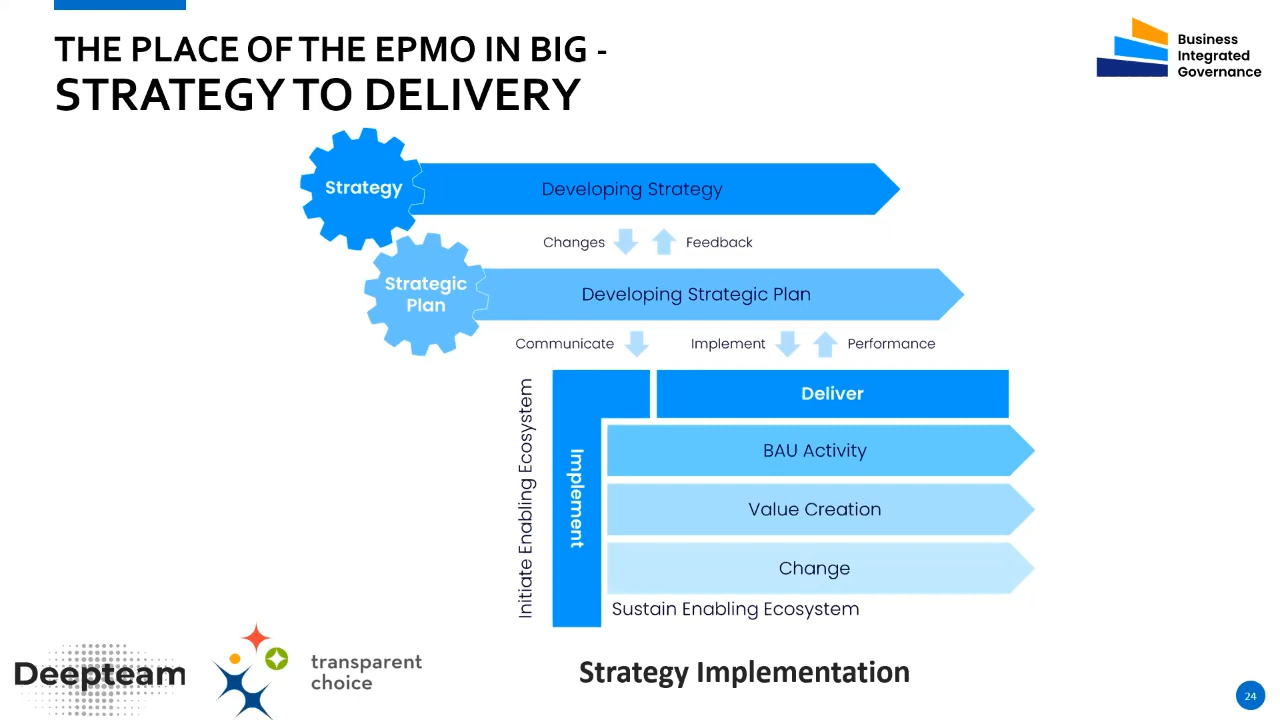 THE PLACE OF THE EPMO IN BIG -
STRATEGY TO DELIVERY
Business
Integrated
Governance
Strategy
Developing Strategy
Changes
Feedback
Strategic
Plan
Developing Strategic Plan
Communicate
Implement
Performance
Initiate Enabling Ecosystem
Implement
Deliver
BAU Activity
Value Creation
Change
Sustain Enabling Ecosystem
Deepteam
transparent
choice
Strategy Implementation
24